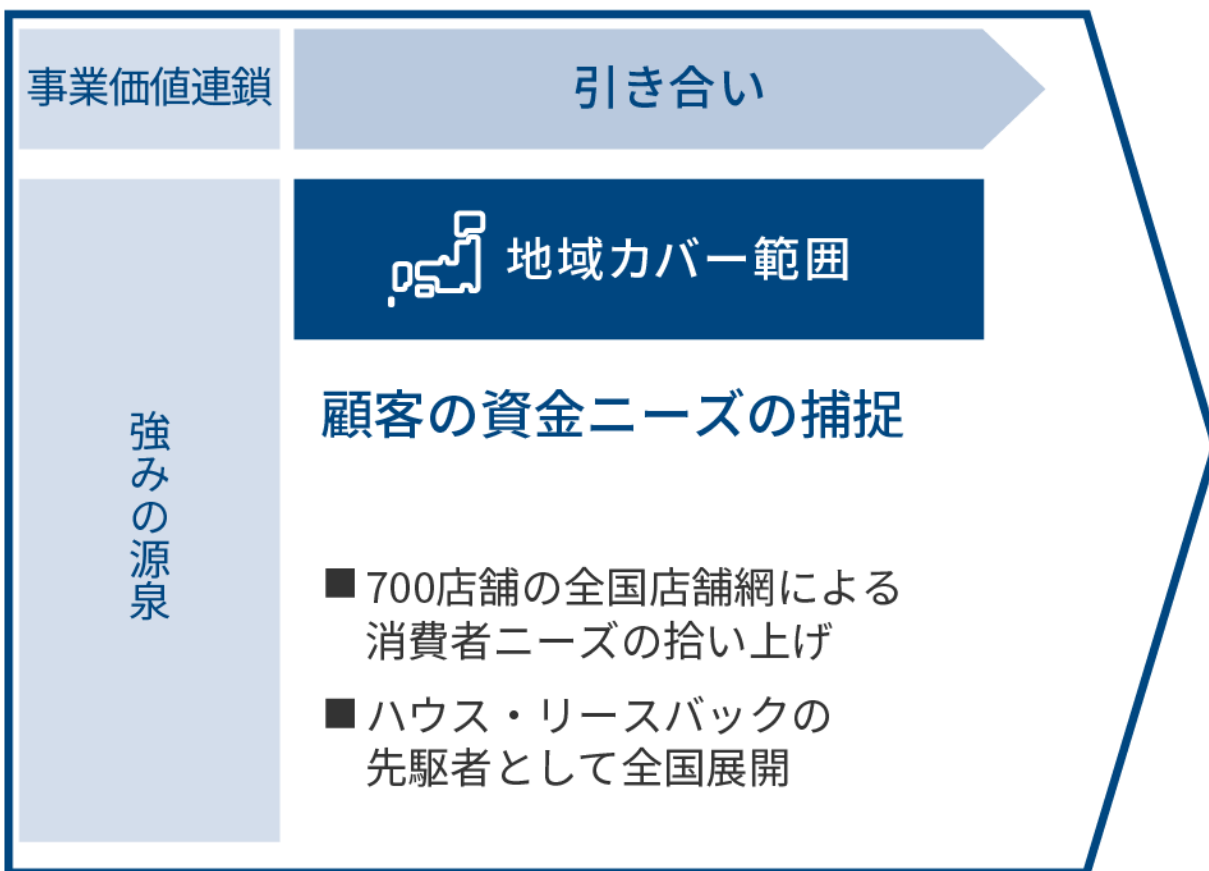 事業価値連鎖
引き合い
強みの源泉
地域カバー範囲
顧客の資金ニーズの捕捉
■ 700店舗の全国店舗網による
消費者ニーズの拾い上げ
■ ハウス・リースバックの
先駆者として全国展開